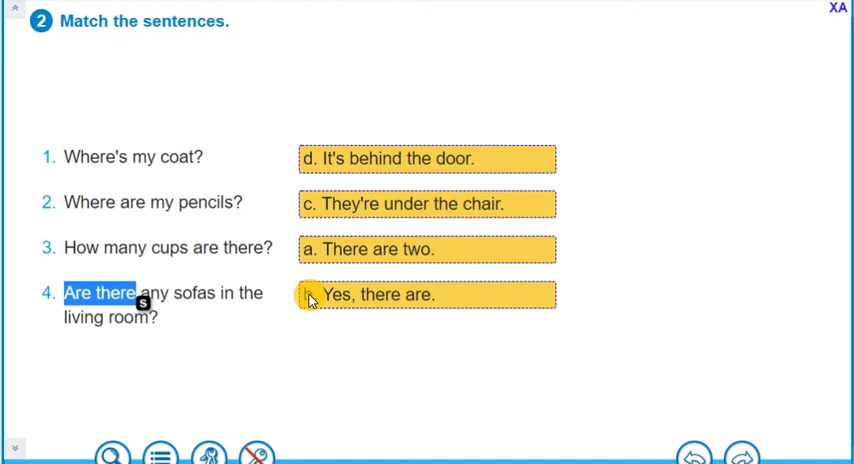 XA
2 Match the sentences.
1. Where's my coat? d. It's behind the door.
2. Where are my pencils? c. They're under the chair.
3. How many cups are there? a. There are two.
4. Are there any sofas in the b. Yes, there are.
S
living room?